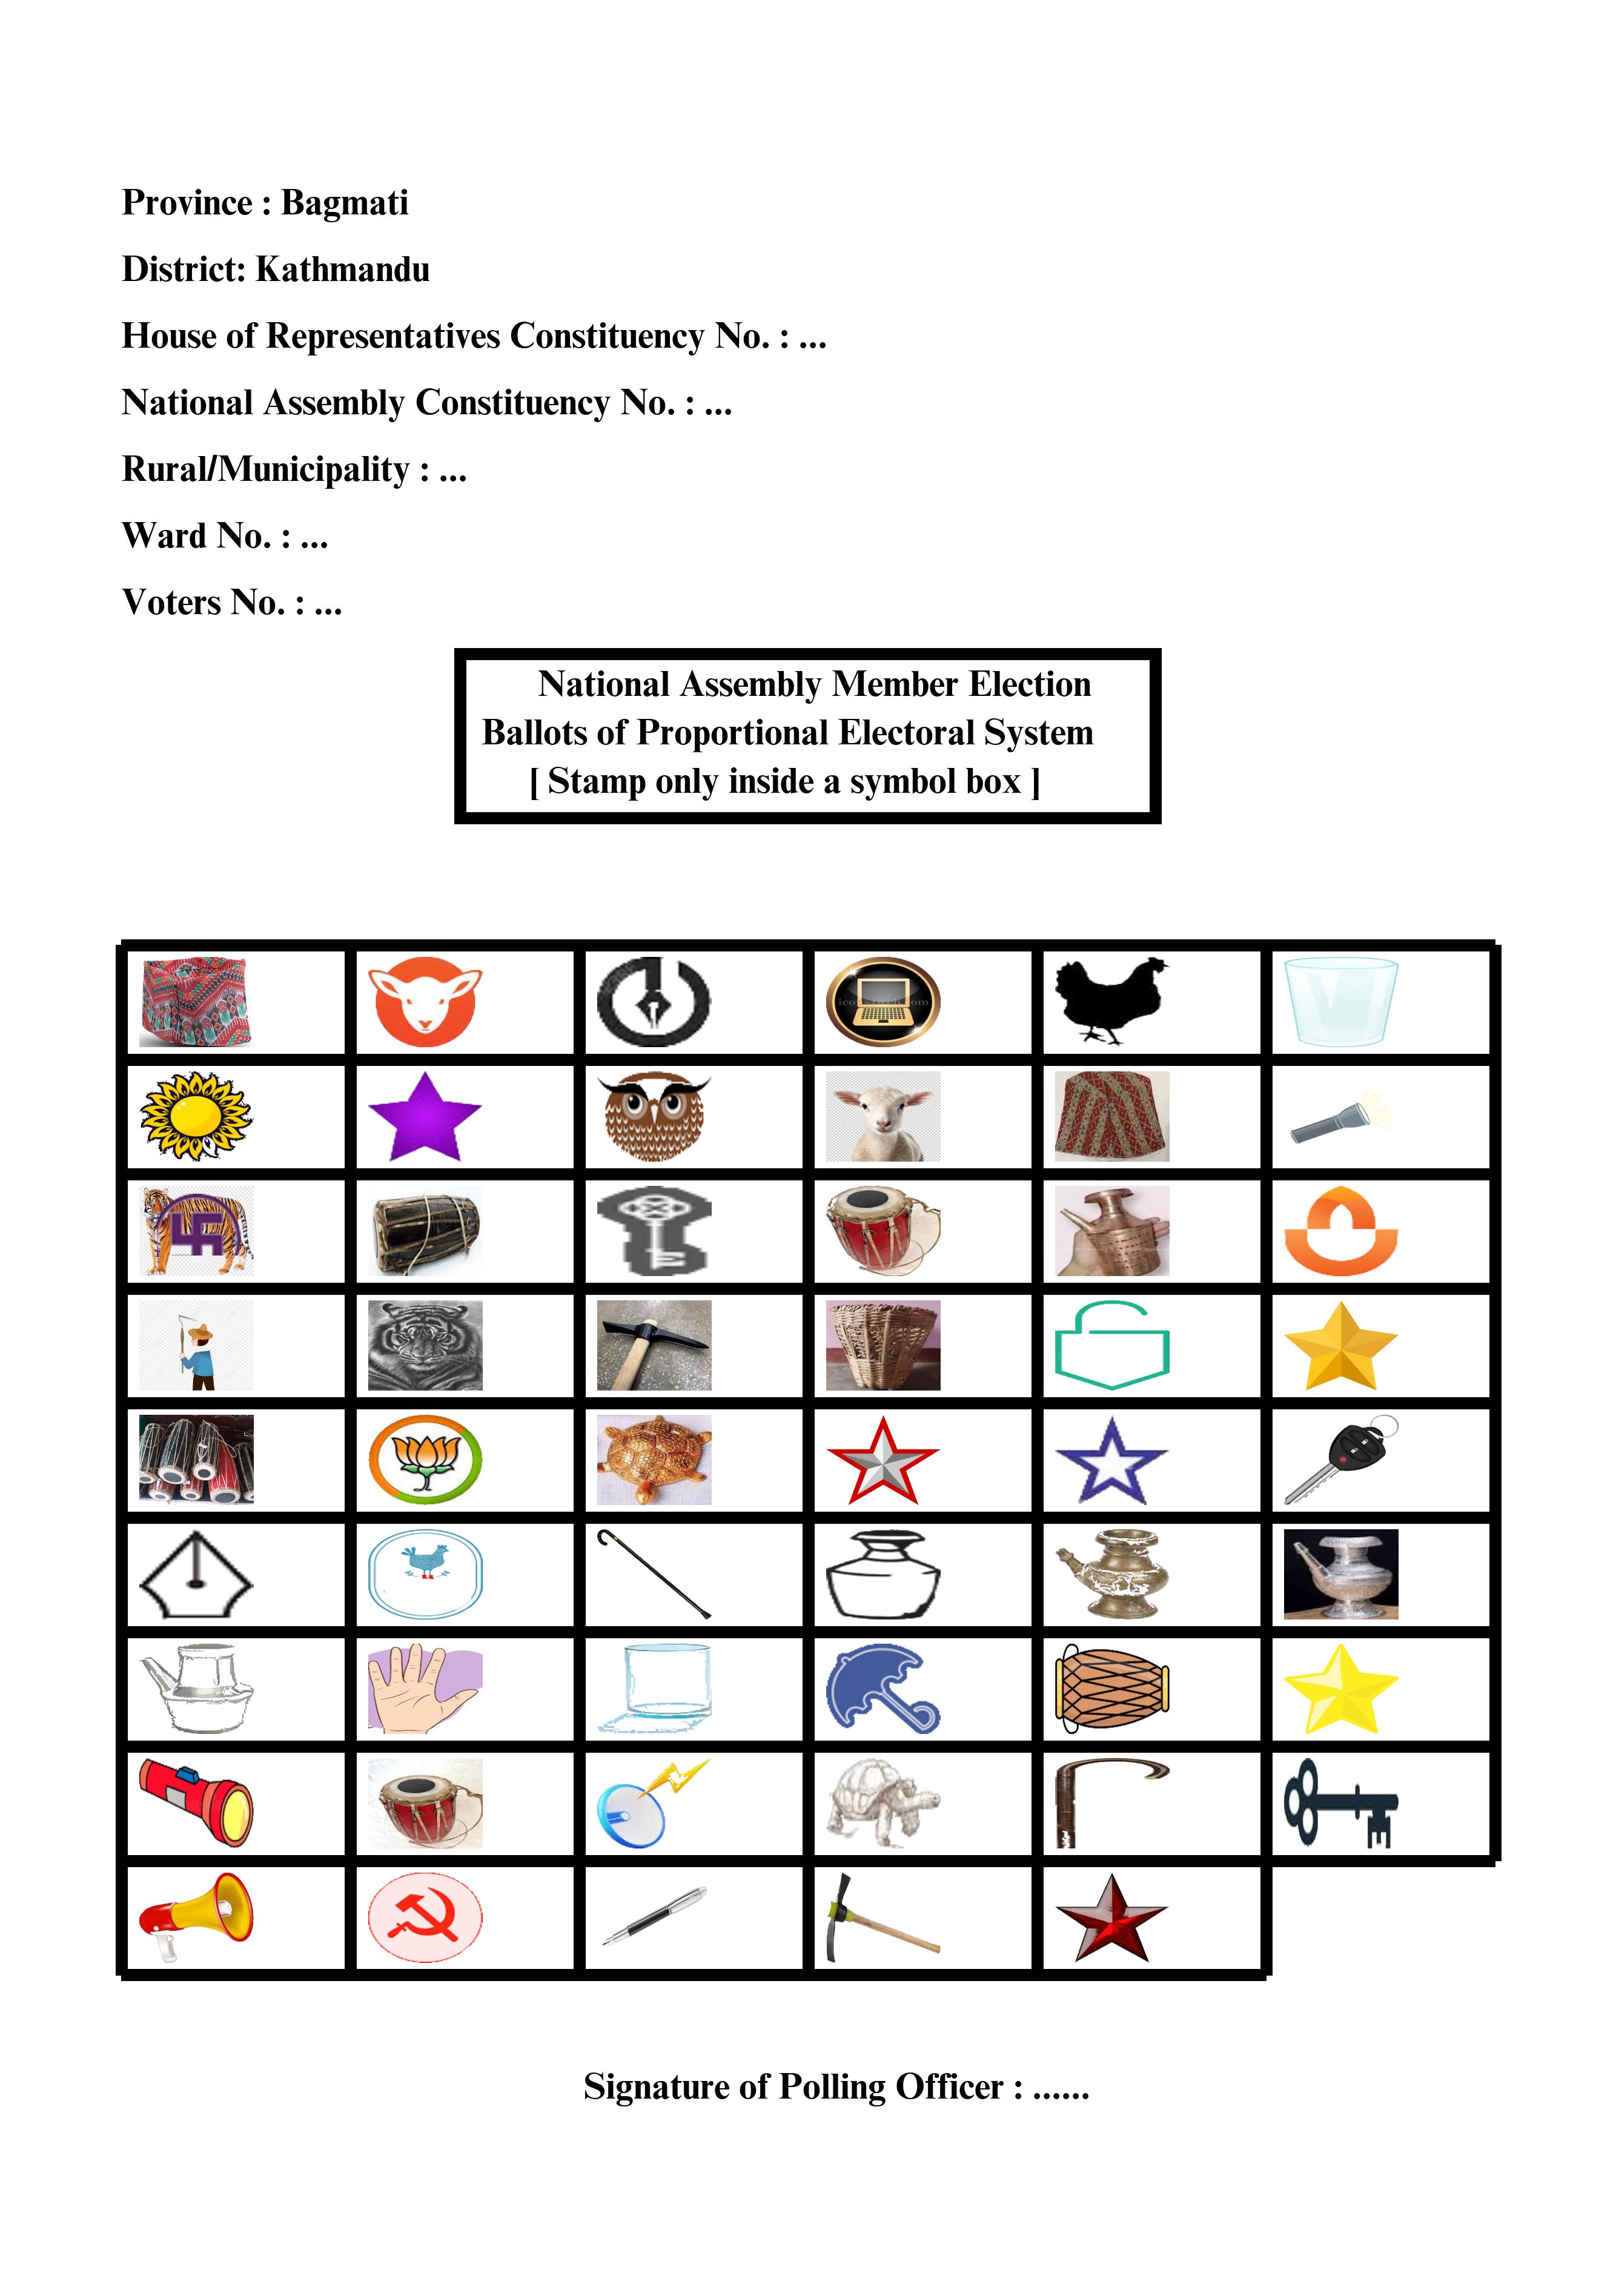 Province : Bagmati
District: Kathmandu
House of Representatives Constituency No. : ...
National Assembly Constituency No. : ...
Rural/Municipality : ...
Ward No. : ...
Voters No. : ...
National Assembly Member Election
Ballots of Proportional Electoral System
[ Stamp only inside a symbol box ]
Signature of Polling Officer : ......